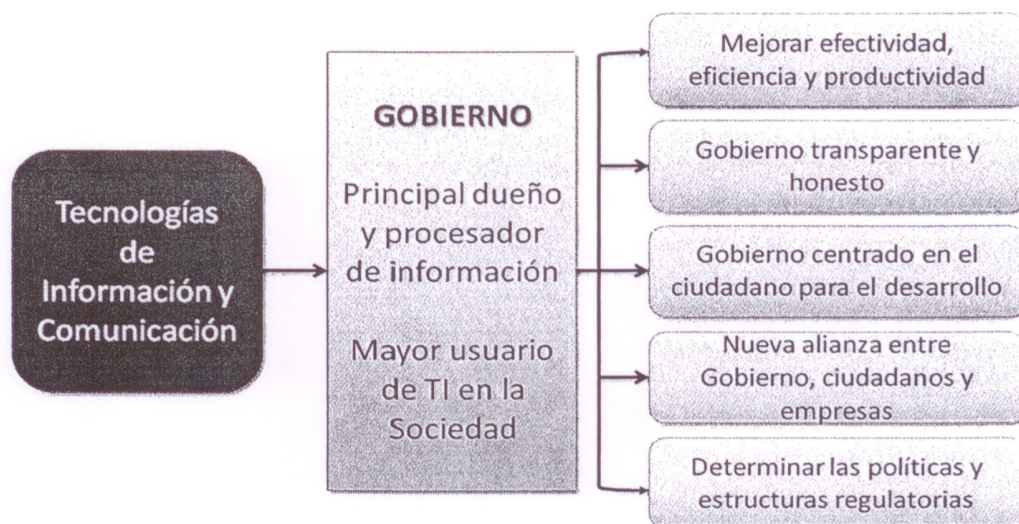 Tecnologías
de
Información y
Comunicación
GOBIERNO
Principal dueño
y procesador
de información
Mayor usuario
de TI en la
Sociedad
Mejorar efectividad,
eficiencia y productividad
Gobierno transparente y
honesto
Gobierno centrado en el
ciudadano para el desarrollo
Nueva alianza entre
Gobierno, ciudadanos y
empresas
Determinar las políticas y
estructuras regulatorias